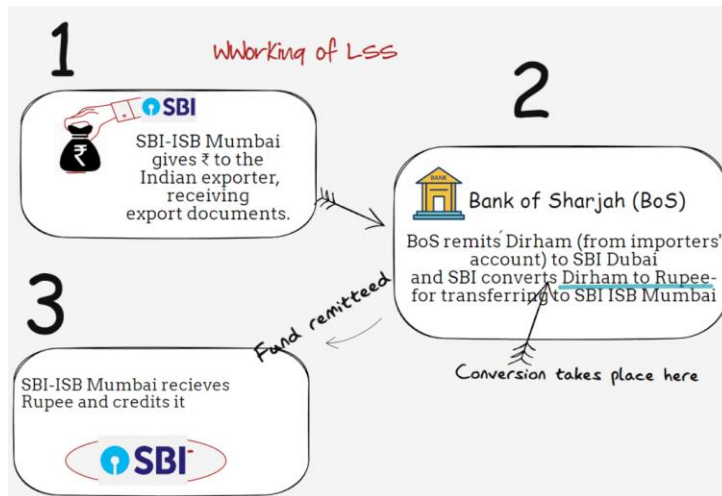 1
WWorking of LSS
SBI
₹
SBI-ISB Mumbai
gives ₹ to the
Indian exporter,
receiving
export documents.
2
BANK
Bank of Sharjah (BoS)
BoS remits Dirham (from importers'
account) to SBI Dubai
and SBI converts Dirham to Rupee-
for transferring to SBI ISB Mumbai
Conversion takes place here
Fund remitteed
3
SBI-ISB Mumbai recieves
Rupee and credits it
SBI